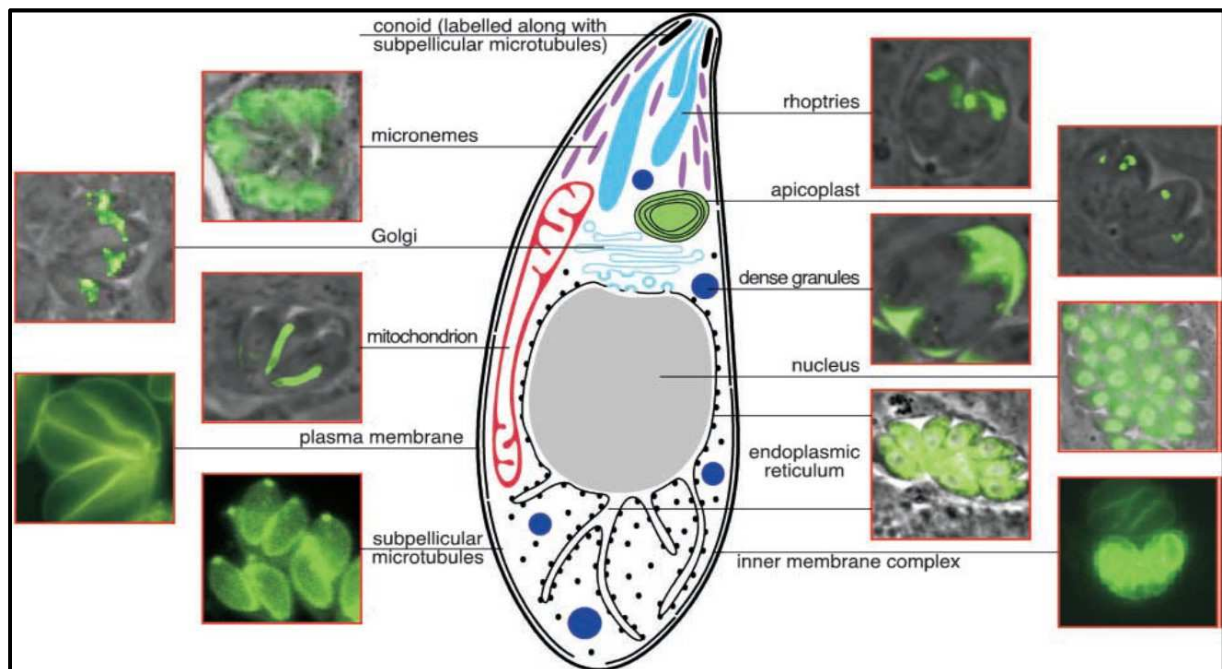 conoid (labelled along with
subpellicular microtubules)
rhoptries
micronemes
apicoplast
Golgi
dense granules
mitochondrion
nucleus
plasma membrane
endoplasmic
reticulum
subpellicular
microtubules
inner membrane complex